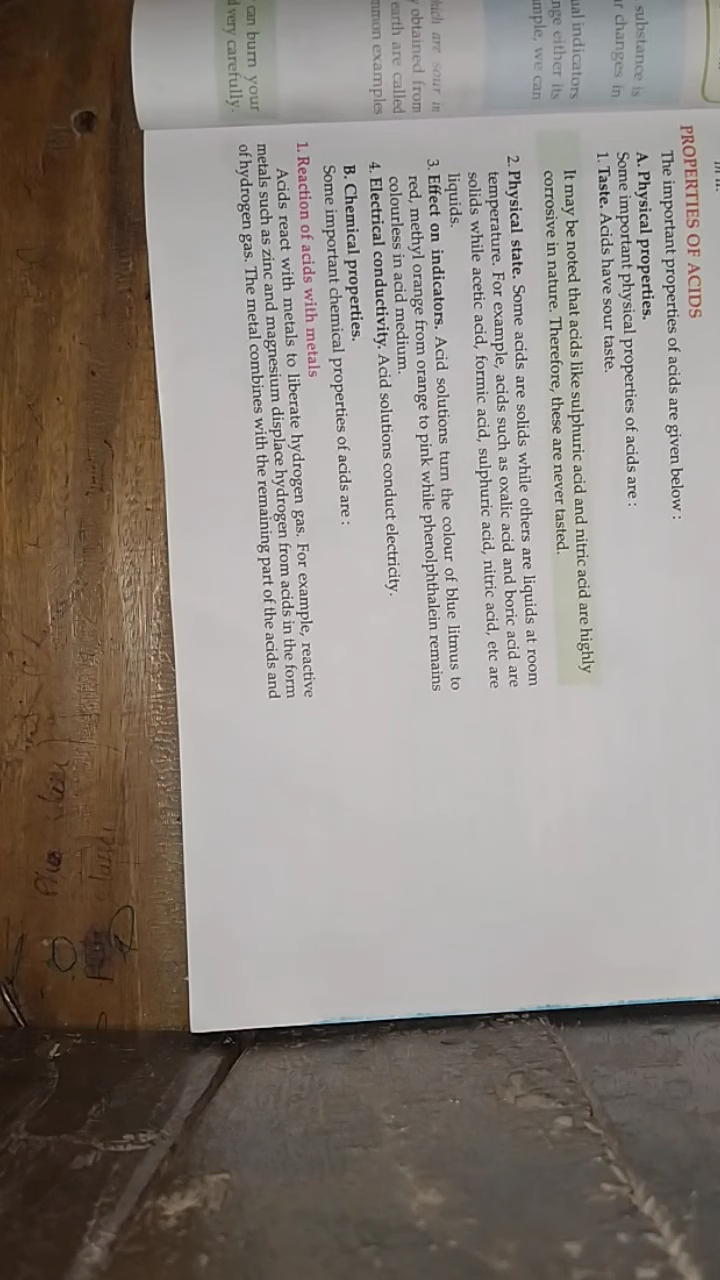 substance is
r changes in
ual indicators
nge either its
mple, we can
hich are sour in
y obtained from
earth are called
mmon examples
can burn your
d very carefully.
in it.
PROPERTIES OF ACIDS
The important properties of acids are given below :
A. Physical properties.
Some important physical properties of acids are :
1. Taste. Acids have sour taste.
It may be noted that acids like sulphuric acid and nitric acid are highly
corrosive in nature. Therefore, these are never tasted.
2. Physical state. Some acids are solids while others are liquids at room
temperature. For example, acids such as oxalic acid and boric acid are
solids while acetic acid, formic acid, sulphuric acid, nitric acid, etc are
liquids.
3. Effect on indicators. Acid solutions turn the colour of blue litmus to
red, methyl orange from orange to pink while phenolphthalein remains
colourless in acid medium.
4. Electrical conductivity. Acid solutions conduct electricity.
B. Chemical properties.
Some important chemical properties of acids are :
1. Reaction of acids with metals
Acids react with metals to liberate hydrogen gas. For example, reactive
metals such as zinc and magnesium displace hydrogen from acids in the form
of hydrogen gas. The metal combines with the remaining part of the acids and